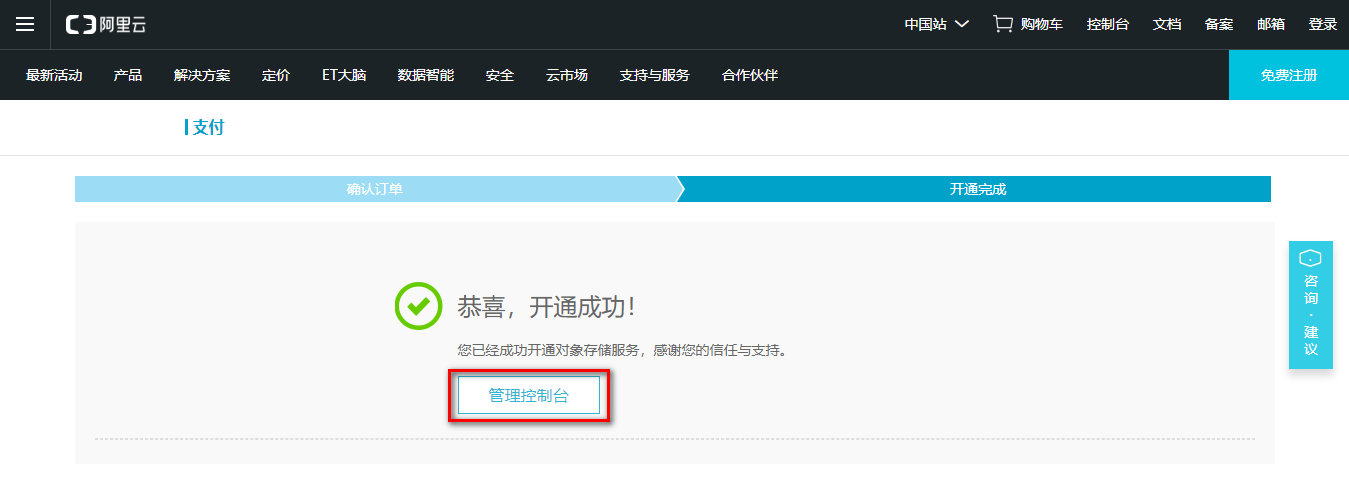 阿里云 中国站 购物车 控制台 文档 备案 邮箱 登录
最新活动 产品 解决方案 定价 ET大脑 数据智能 安全 云市场 支持与服务 合作伙伴 免费注册
支付
确认订单 开通完成
恭喜，开通成功！
您已经成功开通对象存储服务，感谢您的信任与支持。
管理控制台
咨询·建议